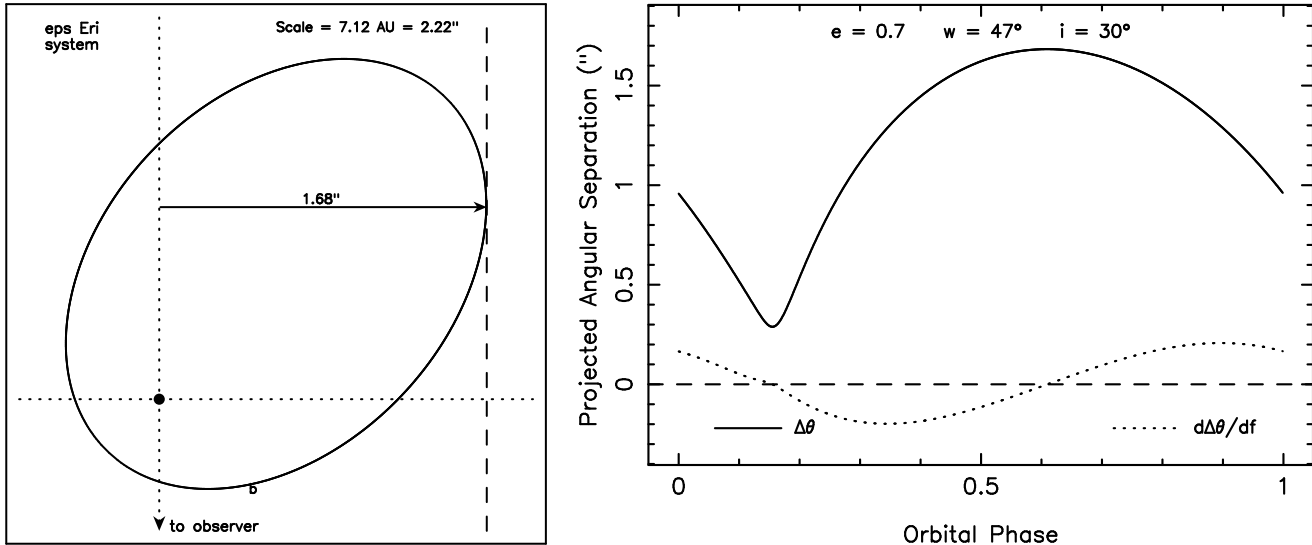 eps Eri
system
Scale = 7.12 AU = 2.22"
1.68"
b
to observer
e = 0.7 w = 47° i = 30°
Projected Angular Separation (")
1.5
1
0.5
0
Δθ
dΔθ/df
0 0.5 1
Orbital Phase